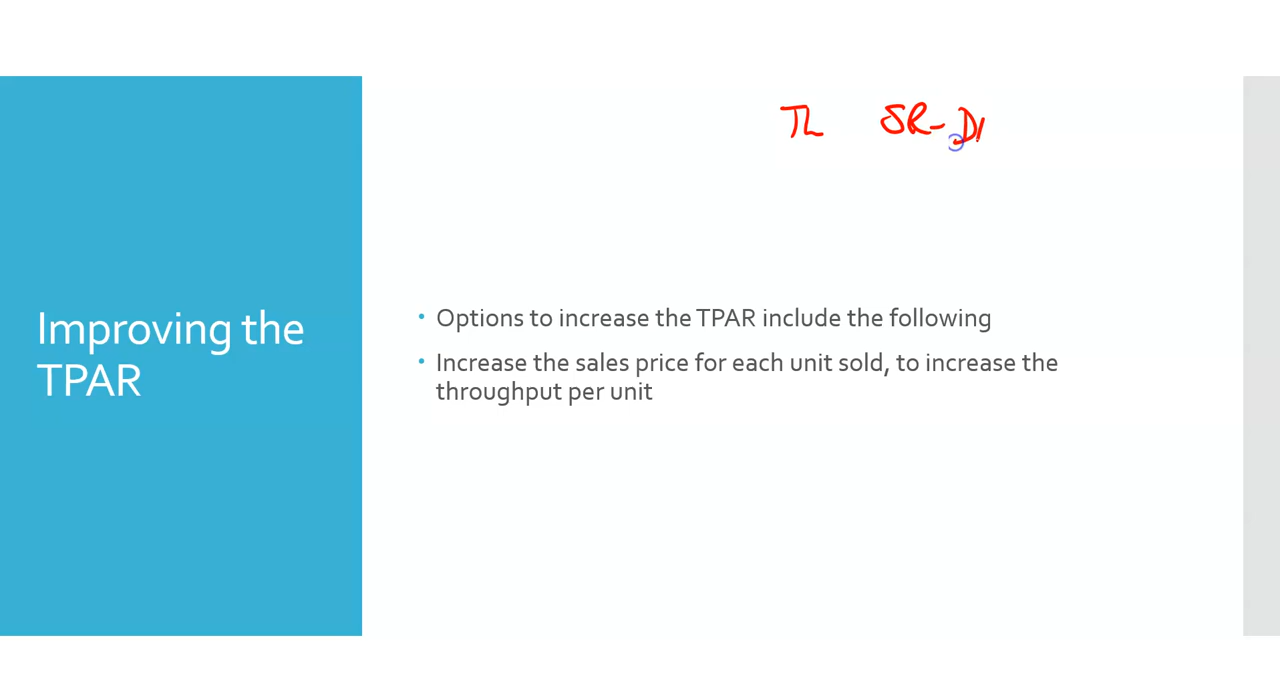 TL SR- DM
Improving the
TPAR
• Options to increase the TPAR include the following
• Increase the sales price for each unit sold, to increase the
throughput per unit